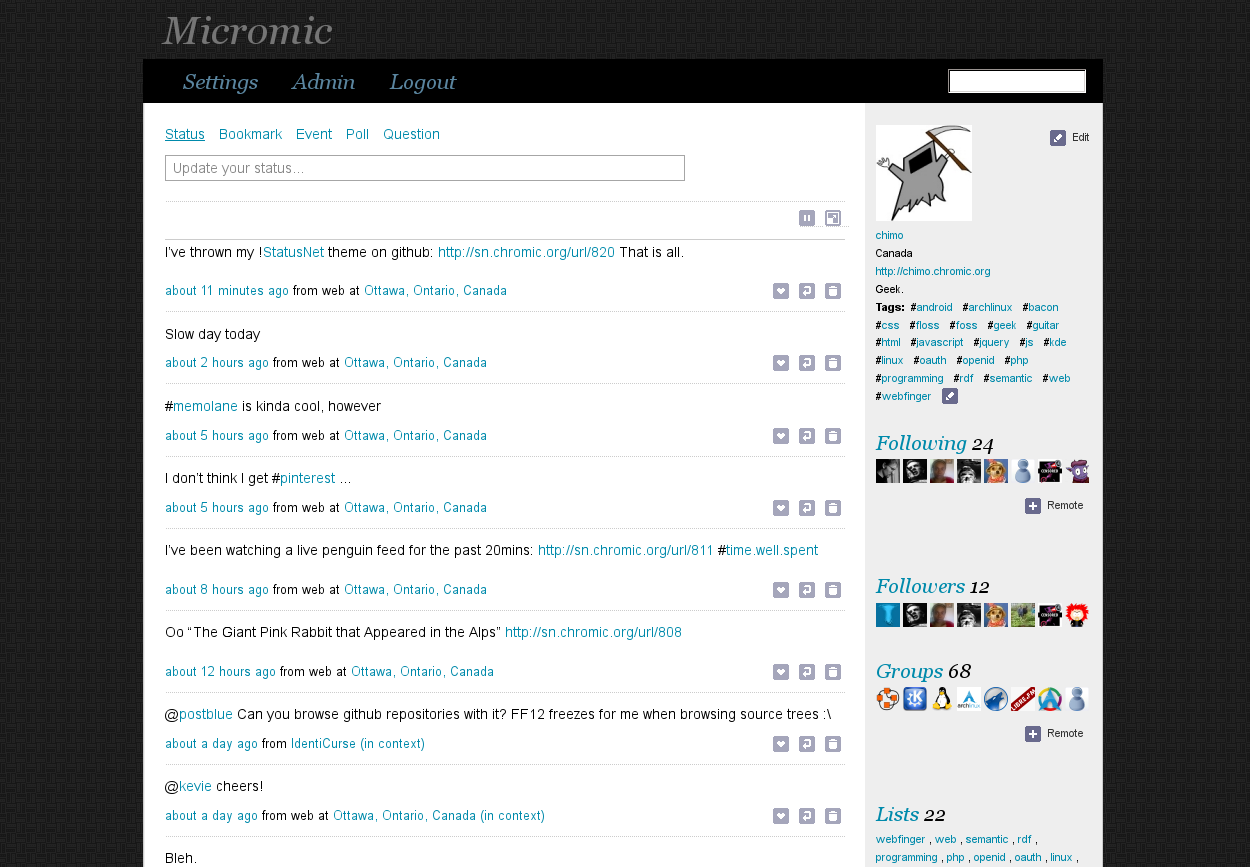 Micromic
Settings Admin Logout
Status Bookmark Event Poll Question
Update your status...
I've thrown my !StatusNet theme on github: http://sn.chromic.org/url/820 That is all.
about 11 minutes ago from web at Ottawa, Ontario, Canada
Slow day today
about 2 hours ago from web at Ottawa, Ontario, Canada
#memolane is kinda cool, however
about 5 hours ago from web at Ottawa, Ontario, Canada
I don't think I get #pinterest ...
about 5 hours ago from web at Ottawa, Ontario, Canada
I've been watching a live penguin feed for the past 20mins: http://sn.chromic.org/url/811 #time.well.spent
about 8 hours ago from web at Ottawa, Ontario, Canada
Oo “The Giant Pink Rabbit that Appeared in the Alps” http://sn.chromic.org/url/808
about 12 hours ago from web at Ottawa, Ontario, Canada
@postblue Can you browse github repositories with it? FF12 freezes for me when browsing source trees :\
about a day ago from IdentiCurse (in context)
@kevie cheers!
about a day ago from web at Ottawa, Ontario, Canada (in context)
Bleh.
Edit
chimo
Canada
http://chimo.chromic.org
Geek.
Tags: #android #archlinux #bacon
#css #floss #foss #geek #guitar
#html #javascript #jquery #js #kde
#linux #oauth #openid #php
#programming #rdf #semantic #web
#webfinger
Following 24
CENSORED
Remote
Followers 12
CENSORED
Groups 68
archlinux
Remote
Lists 22
webfinger , web , semantic , rdf ,
programming , php , openid , oauth , linux ,